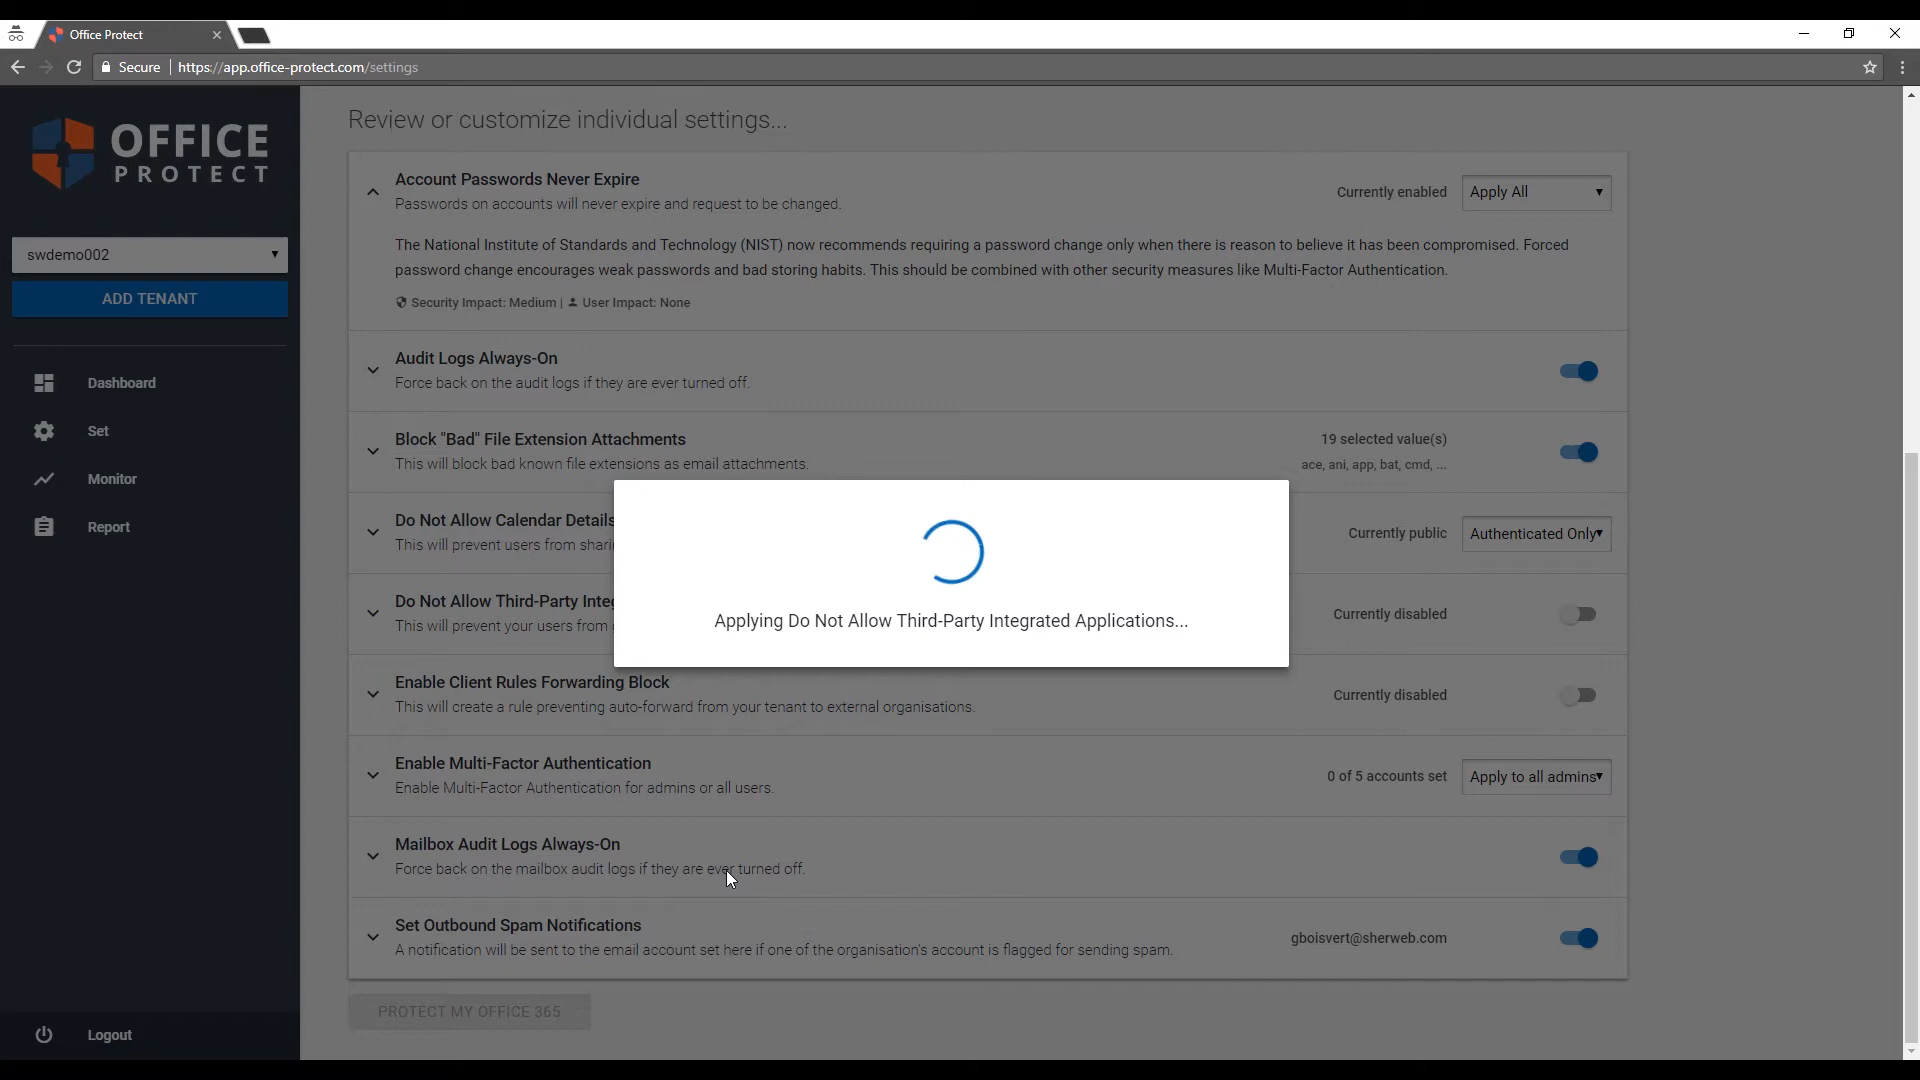 Office Protect
Secure | https://app.office-protect.com/settings
OFFICE
PROTECT
swdemo002
ADD TENANT
Dashboard
Set
Monitor
Report
Logout
Review or customize individual settings...
Account Passwords Never Expire
Passwords on accounts will never expire and request to be changed.
Currently enabled
Apply All
The National Institute of Standards and Technology (NIST) now recommends requiring a password change only when there is reason to believe it has been compromised. Forced
password change encourages weak passwords and bad storing habits. This should be combined with other security measures like Multi-Factor Authentication.
Security Impact: Medium | User Impact: None
Audit Logs Always-On
Force back on the audit logs if they are ever turned off.
Block "Bad" File Extension Attachments
This will block bad known file extensions as email attachments.
19 selected value(s)
ace, ani, app, bat, cmd, ...
Do Not Allow Calendar Details
This will prevent users from
Currently public
Authenticated Only
Do Not Allow Third-Party
This will prevent your users from
Currently disabled
Applying Do Not Allow Third-Party Integrated Applications...
Enable Client Rules Forwarding Block
This will create a rule preventing auto-forward from your tenant to external organisations.
Currently disabled
Enable Multi-Factor Authentication
Enable Multi-Factor Authentication for admins or all users.
0 of 5 accounts set
Apply to all admins
Mailbox Audit Logs Always-On
Force back on the mailbox audit logs if they are ever turned off.
Set Outbound Spam Notifications
A notification will be sent to the email account set here if one of the organisation's account is flagged for sending spam.
gboisvert@sherweb.com
PROTECT MY OFFICE 365